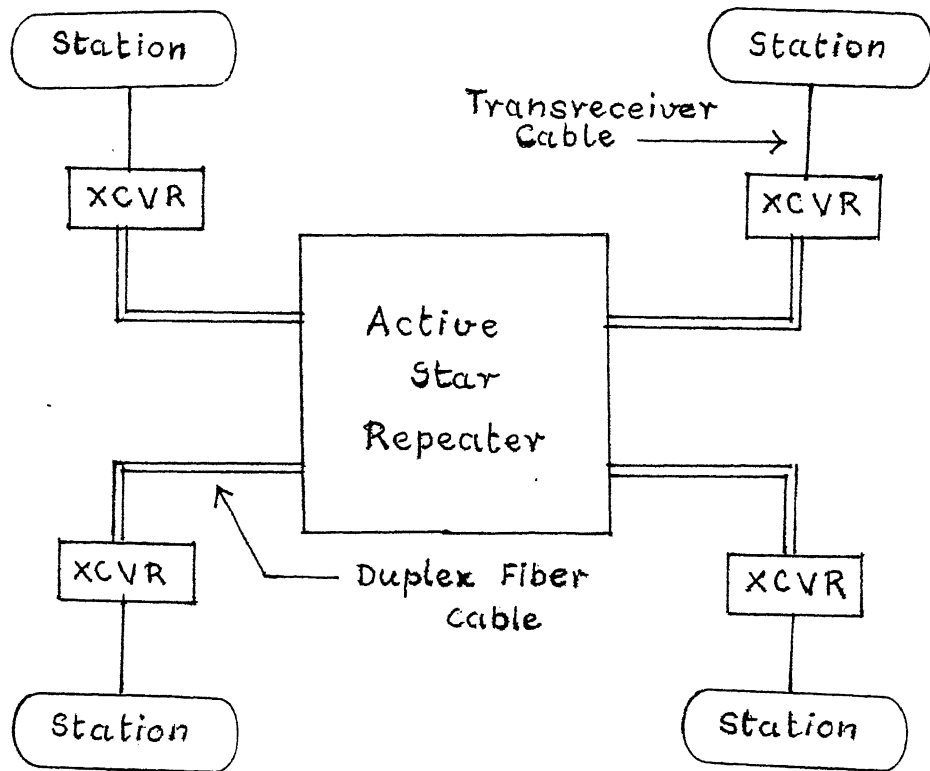 Station
Station
Transreceiver
Cable
XCVR
XCVR
Active
Star
Repeater
XCVR
Duplex Fiber
Cable
XCVR
Station
Station